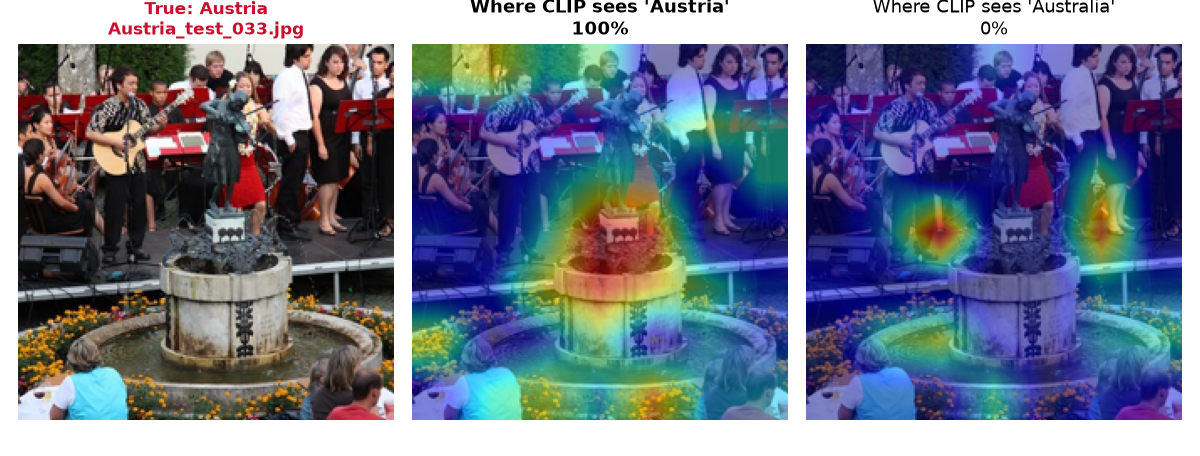 True: Austria
Austria_test_033.jpg
Where CLIP sees 'Austria'
100%
Where CLIP sees 'Australia'
0%